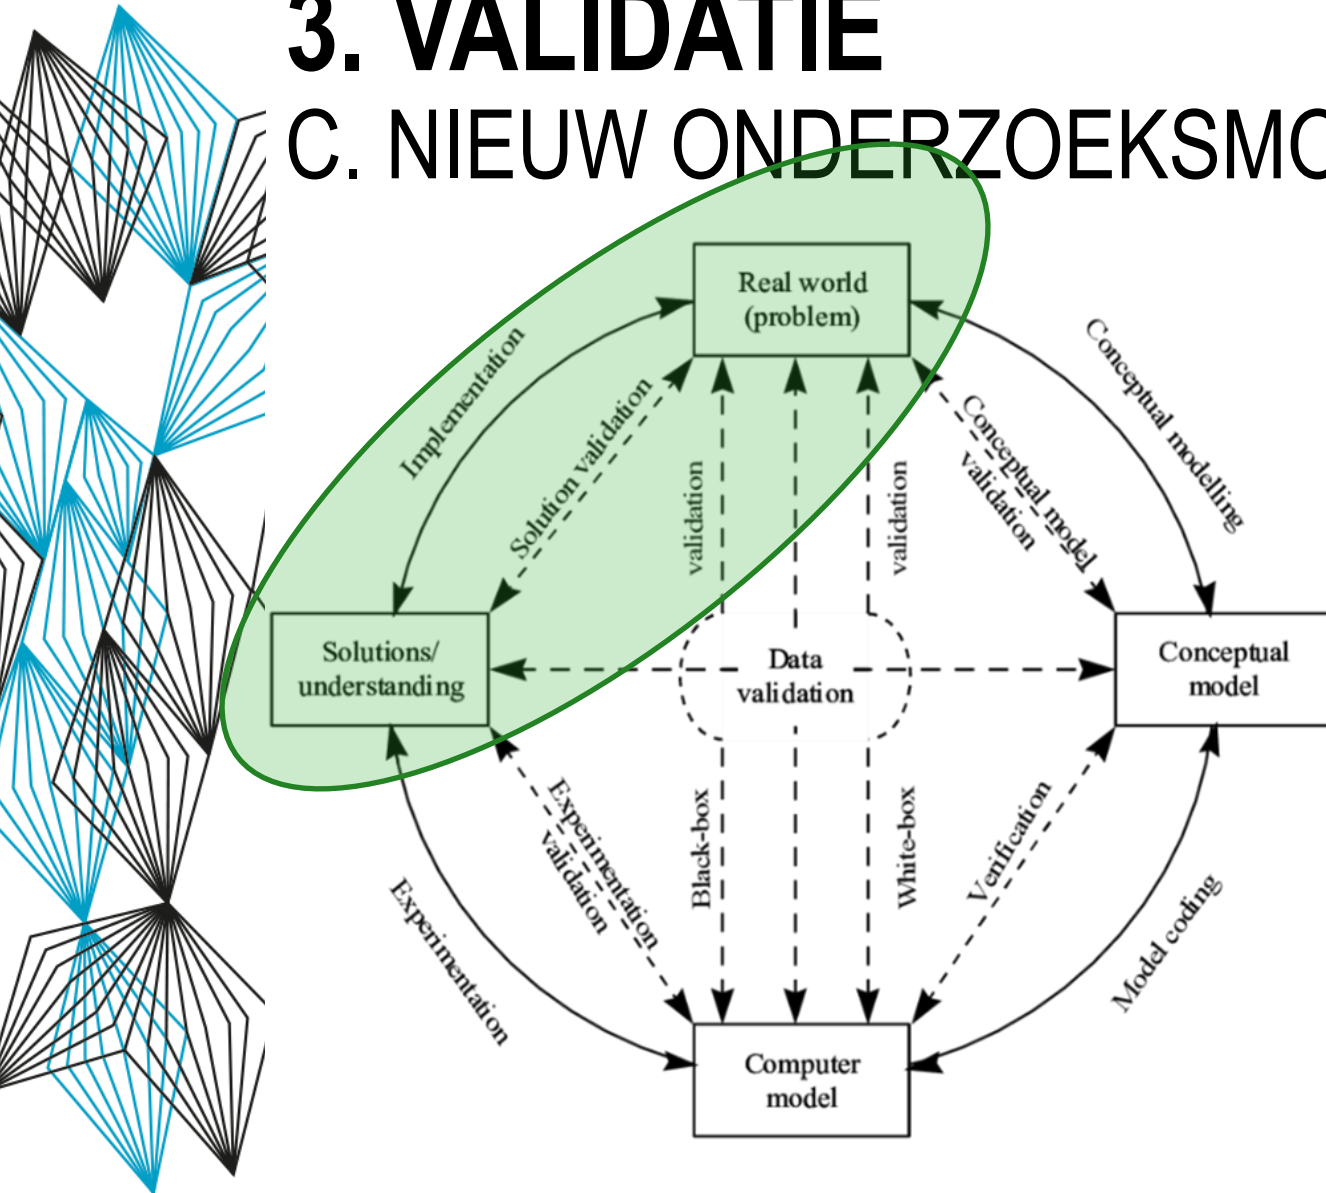 3. VALIDATIE
C. NIEUW ONDERZOEKSMO
Real world
(problem)
Implementation
Solution validation
validation
validation
Conceptual model
validation
Conceptual modelling
Solutions/
understanding
Data
validation
Conceptual
model
Experimentation
validation
Experimentation
Black-box
White-box
Verification
Model coding
Computer
model